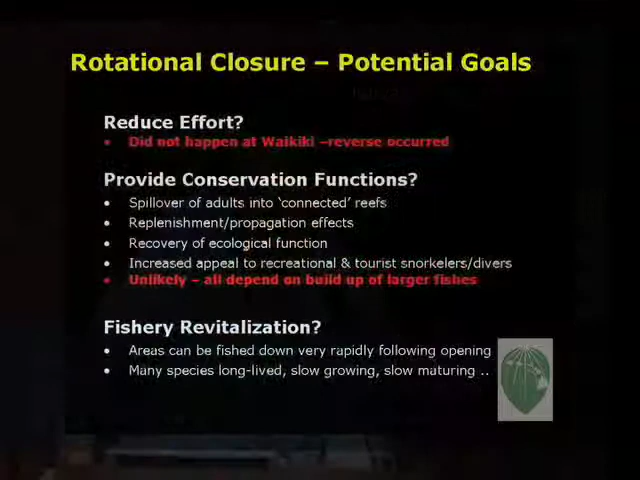 Rotational Closure – Potential Goals
Reduce Effort?
• Did not happen at Waikiki –reverse occurred
Provide Conservation Functions?
• Spillover of adults into ‘connected’ reefs
• Replenishment/propagation effects
• Recovery of ecological function
• Increased appeal to recreational & tourist snorkelers/divers
• Unlikely – all depend on build up of larger fishes
Fishery Revitalization?
• Areas can be fished down very rapidly following opening
• Many species long-lived, slow growing, slow maturing ..